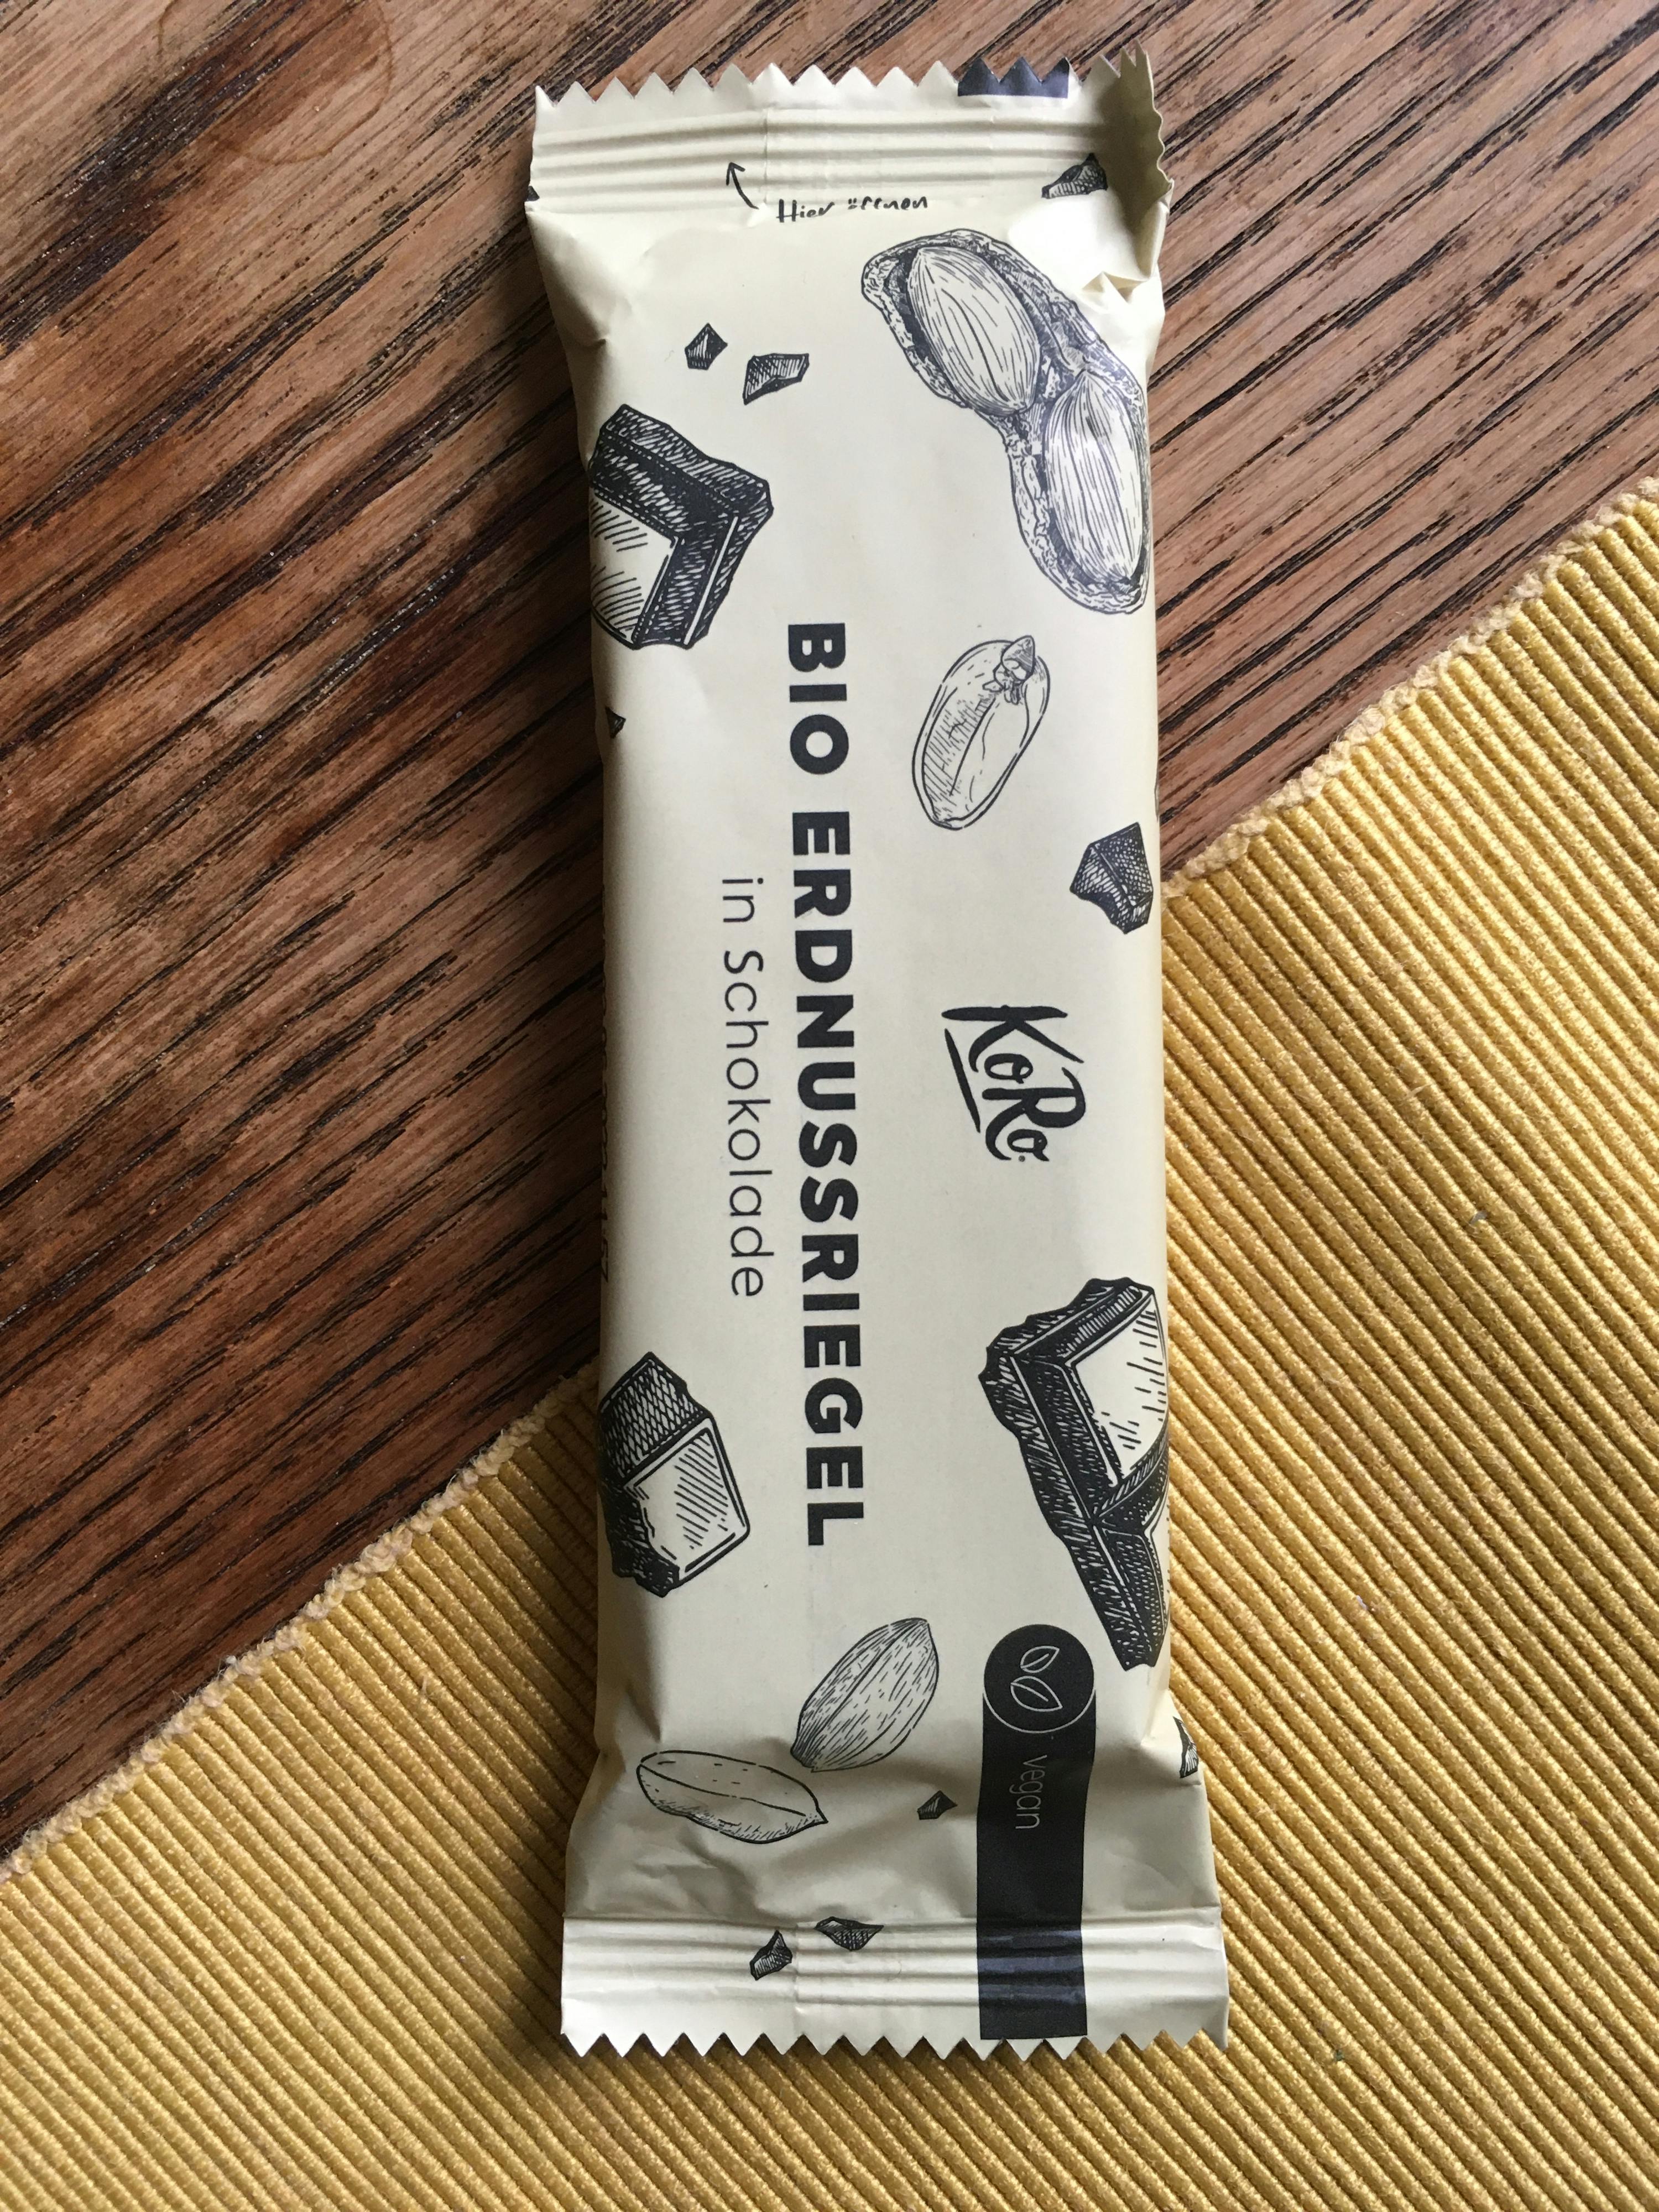 Hier öffnen
KoRo
BIO ERDNUSSRIEGEL
in Schokolade
vegan